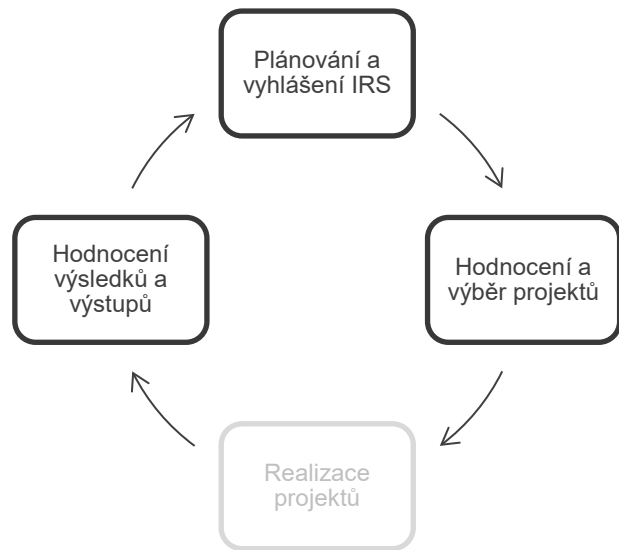 Plánování a
vyhlášení IRS
Hodnocení a
výběr projektů
Realizace
projektů
Hodnocení
výsledků a
výstupů